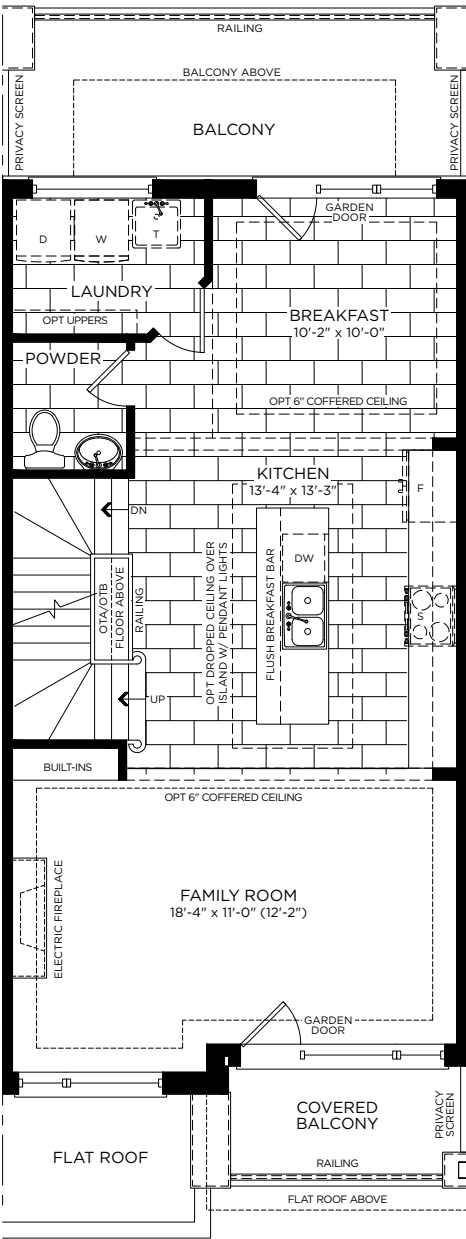 RAILING
BALCONY ABOVE
PRIVACY SCREEN
PRIVACY SCREEN
BALCONY
GARDEN
DOOR
D
W
T
LAUNDRY
OPT UPPERS
BREAKFAST
10'-2" x 10'-0"
POWDER
OPT 6" COFFERED CEILING
KITCHEN
13'-4" x 13'-3"
F
DN
DW
OTA/OTB
FLOOR ABOVE
RAILING
OPT DROPPED CEILING OVER
ISLAND W/ PENDANT LIGHTS
FLUSH BREAKFAST BAR
S
UP
BUILT-INS
OPT 6" COFFERED CEILING
ELECTRIC FIREPLACE
FAMILY ROOM
18'-4" x 11'-0" (12'-2")
GARDEN
DOOR
COVERED
BALCONY
PRIVACY
SCREEN
FLAT ROOF
RAILING
FLAT ROOF ABOVE